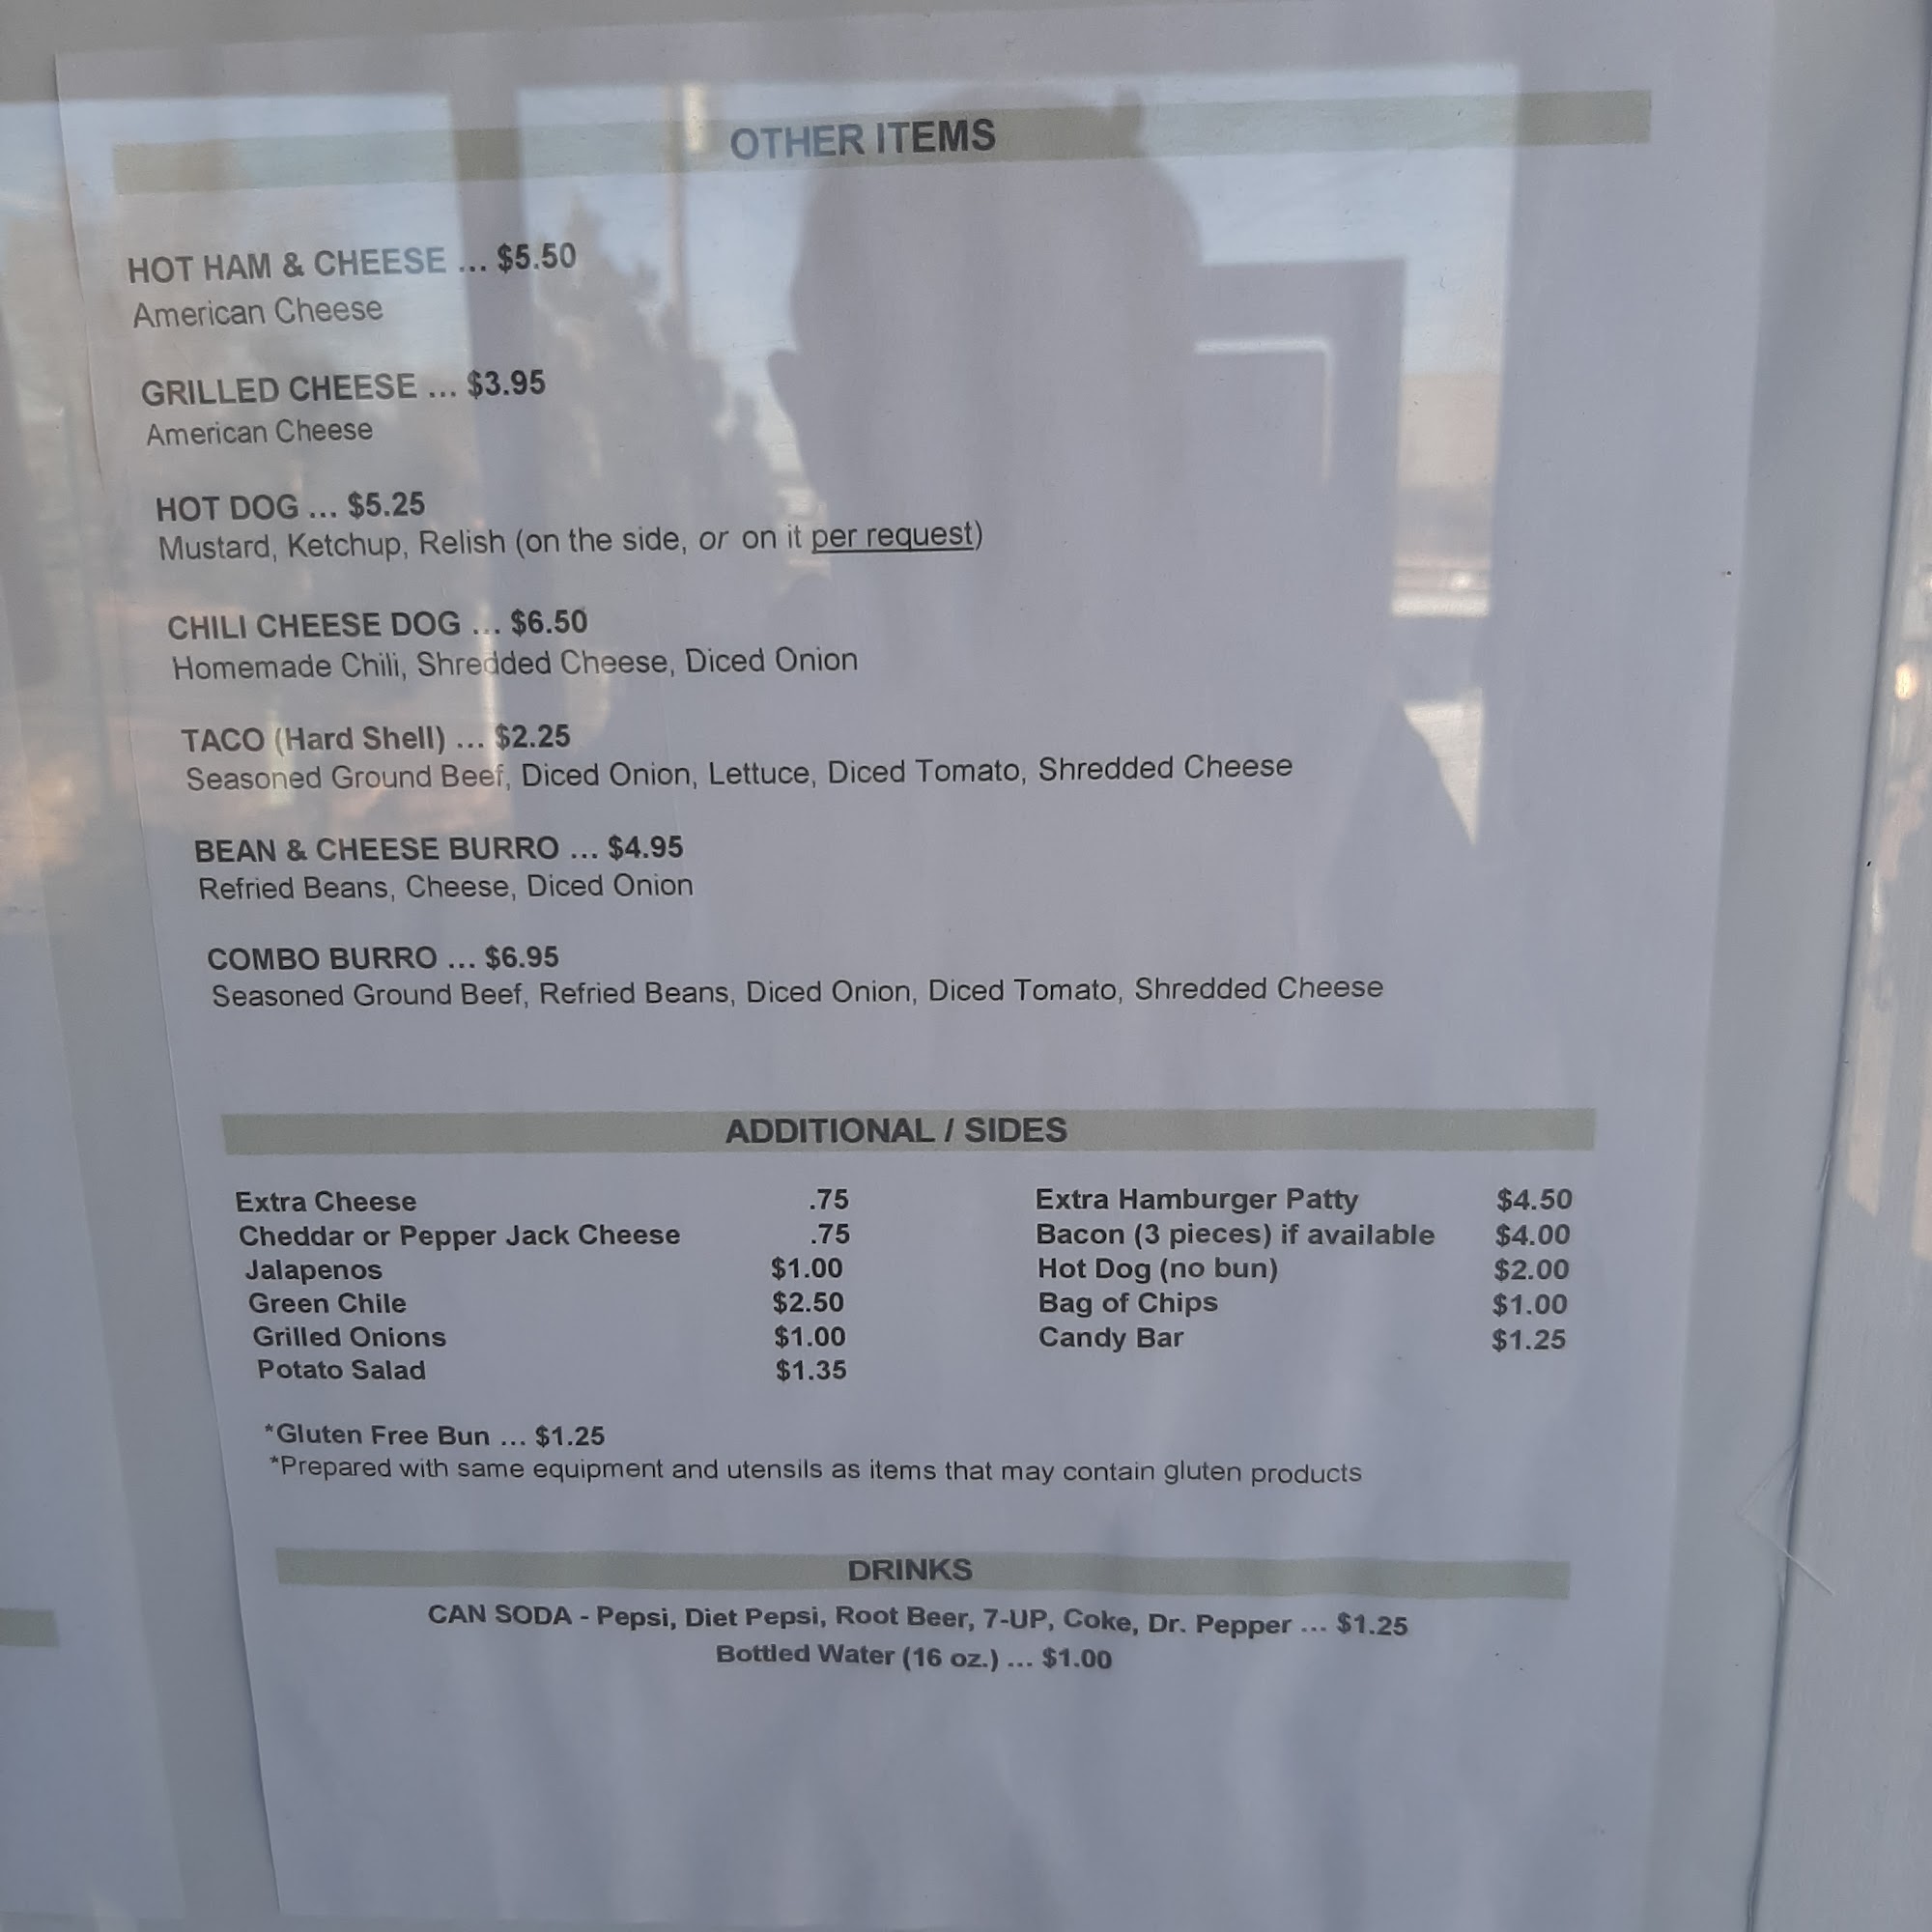 OTHER ITEMS
HOT HAM & CHEESE ... $5.50
American Cheese
GRILLED CHEESE ... $3.95
American Cheese
HOT DOG ... $5.25
Mustard, Ketchup, Relish (on the side, or on it per request)
CHILI CHEESE DOG ... $6.50
Homemade Chili, Shredded Cheese, Diced Onion
TACO (Hard Shell) ... $2.25
Seasoned Ground Beef, Diced Onion, Lettuce, Diced Tomato, Shredded Cheese
BEAN & CHEESE BURRO ... $4.95
Refried Beans, Cheese, Diced Onion
COMBO BURRO ... $6.95
Seasoned Ground Beef, Refried Beans, Diced Onion, Diced Tomato, Shredded Cheese
ADDITIONAL / SIDES
Extra Cheese .75
Cheddar or Pepper Jack Cheese .75
Jalapenos $1.00
Green Chile $2.50
Grilled Onions $1.00
Potato Salad $1.35
Extra Hamburger Patty $4.50
Bacon (3 pieces) if available $4.00
Hot Dog (no bun) $2.00
Bag of Chips $1.00
Candy Bar $1.25
*Gluten Free Bun ... $1.25
*Prepared with same equipment and utensils as items that may contain gluten products
DRINKS
CAN SODA - Pepsi, Diet Pepsi, Root Beer, 7-UP, Coke, Dr. Pepper ... $1.25
Bottled Water (16 oz.) ... $1.00